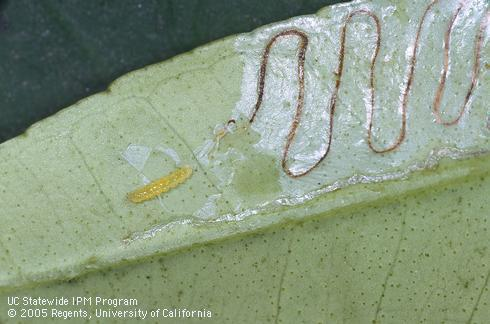 UC Statewide IPM Program
© 2005 Regents, University of California